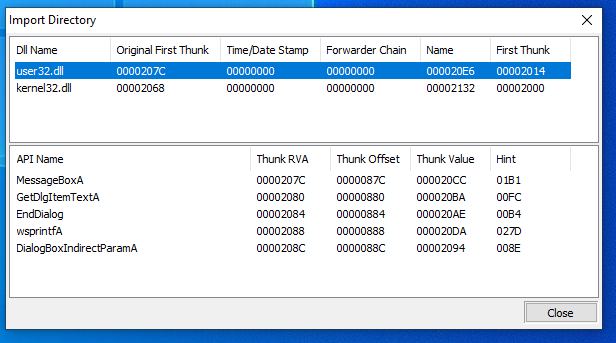 Import Directory
Dll Name Original First Thunk Time/Date Stamp Forwarder Chain Name First Thunk
user32.dll 0000207C 00000000 00000000 000020E6 00002014
kernel32.dll 00002068 00000000 00000000 00002132 00002000
API Name Thunk RVA Thunk Offset Thunk Value Hint
MessageBoxA 0000207C 0000087C 000020CC 01B1
GetDlgItemTextA 00002080 00000880 000020BA 00FC
EndDialog 00002084 00000884 000020AE 00B4
wsprintfA 00002088 00000888 000020DA 027D
DialogBoxIndirectParamA 0000208C 0000088C 00002094 008E
Close